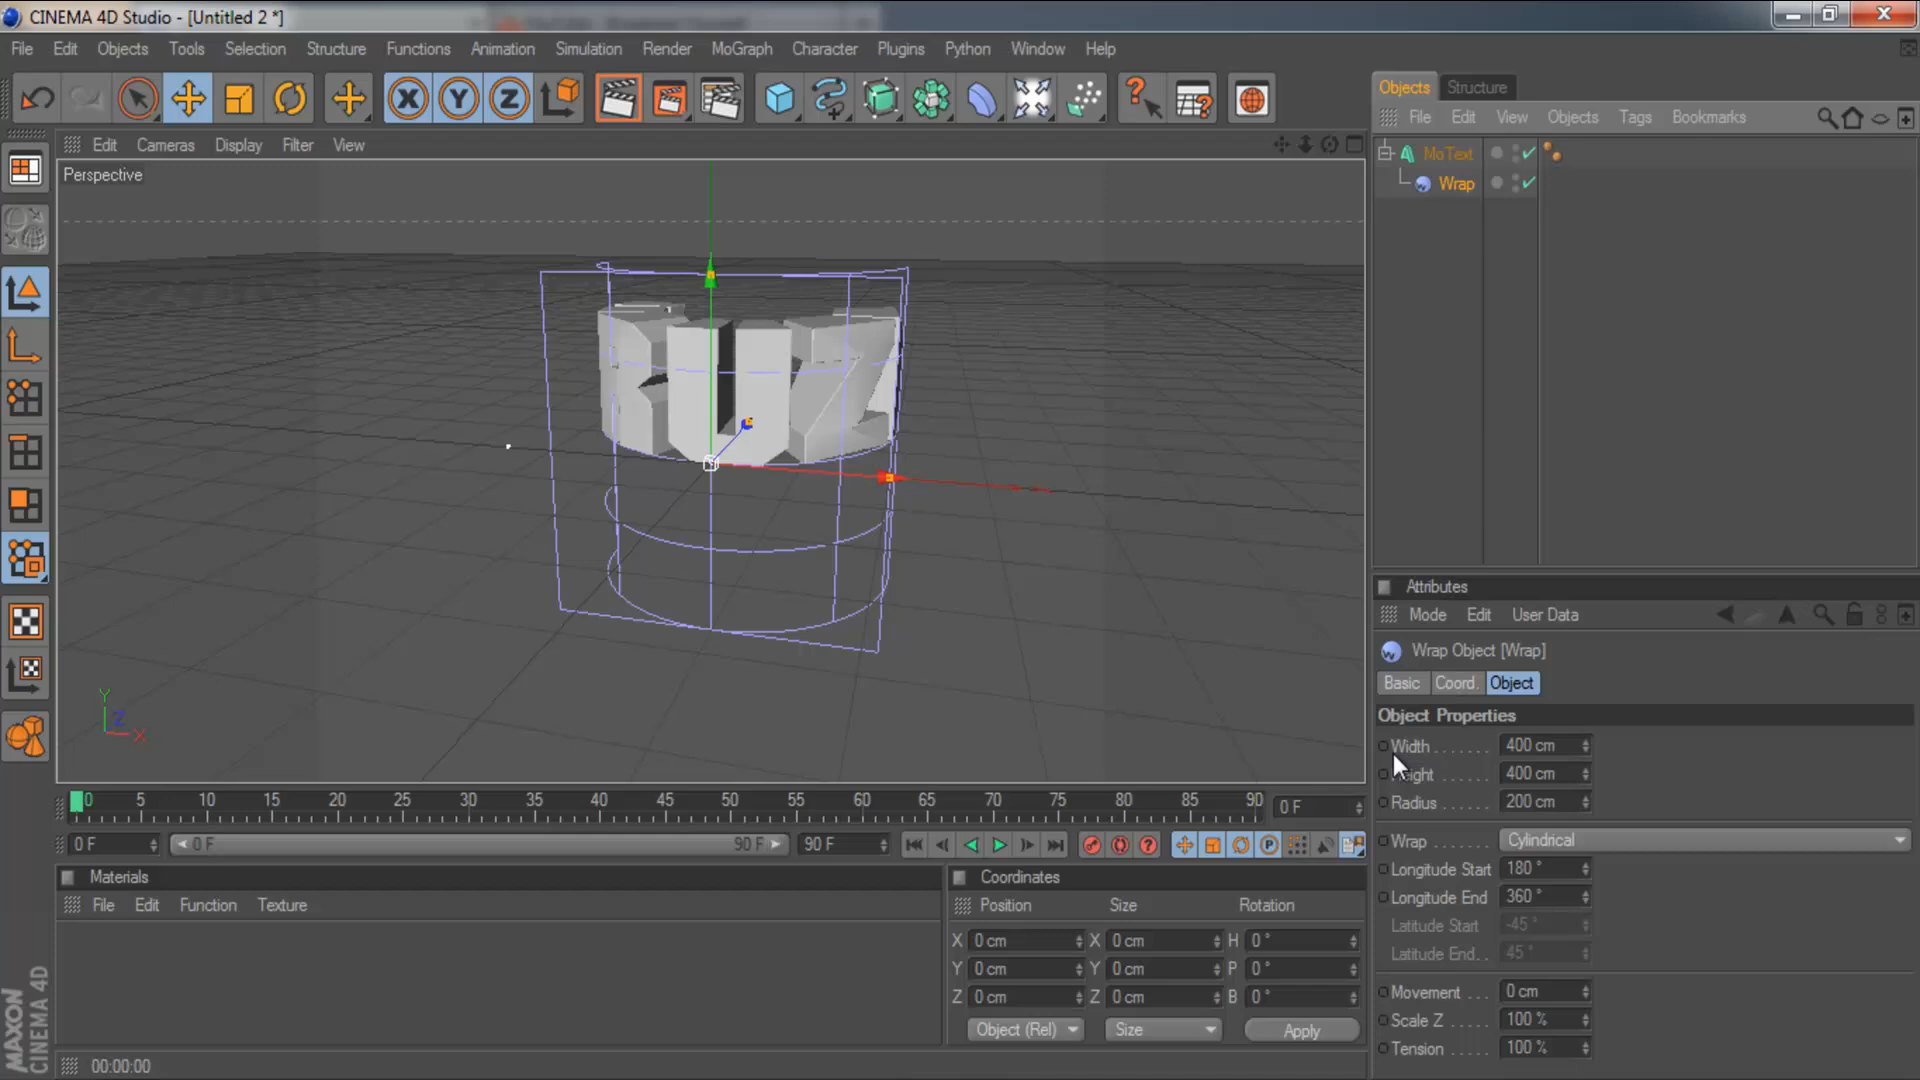 CINEMA 4D Studio - [Untitled 2 *]
File Edit Objects Tools Selection Structure Functions Animation Simulation Render MoGraph Character Plugins Python Window Help
X Y Z
Objects Structure
File Edit View Objects Tags Bookmarks
Edit Cameras Display Filter View
MoText
Wrap
Perspective
Y
Z
X
Attributes
Mode Edit User Data
Wrap Object [Wrap]
Basic Coord. Object
Object Properties
Width . . . . . . . 400 cm
Height . . . . . . 400 cm
Radius . . . . . . 200 cm
Wrap . . . . . . . Cylindrical
Longitude Start 180 °
Longitude End 360 °
Latitude Start -45 °
Latitude End. . 45 °
Movement . . . 0 cm
Scale Z . . . . . 100 %
Tension . . . . . 100 %
0 5 10 15 20 25 30 35 40 45 50 55 60 65 70 75 80 85 90 0 F
0 F 0 F 90 F 90 F
Materials
File Edit Function Texture
Coordinates
Position Size Rotation
X 0 cm X 0 cm H 0 °
Y 0 cm Y 0 cm P 0 °
Z 0 cm Z 0 cm B 0 °
Object (Rel) Size Apply
MAXON
CINEMA 4D
00:00:00